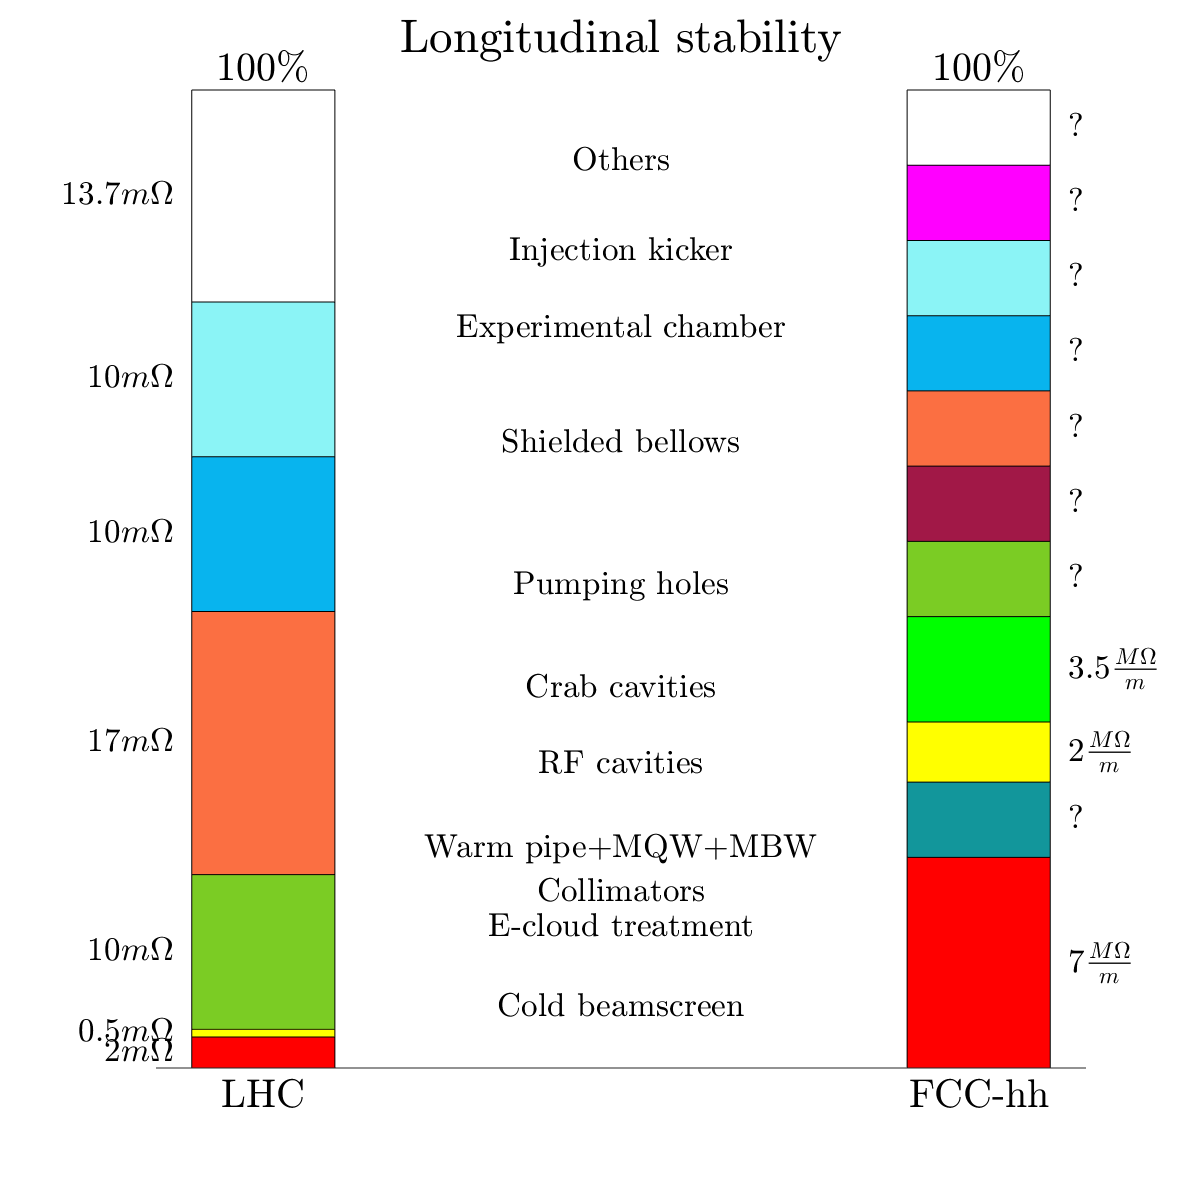 Longitudinal stability
100%
100%
13.7mΩ
10mΩ
10mΩ
17mΩ
10mΩ
0.5mΩ
2mΩ
Others
Injection kicker
Experimental chamber
Shielded bellows
Pumping holes
Crab cavities
RF cavities
Warm pipe+MQW+MBW
Collimators
E-cloud treatment
Cold beamscreen
?
?
?
?
?
?
?
3.5 MΩ/m
2 MΩ/m
?
7 MΩ/m
LHC
FCC-hh